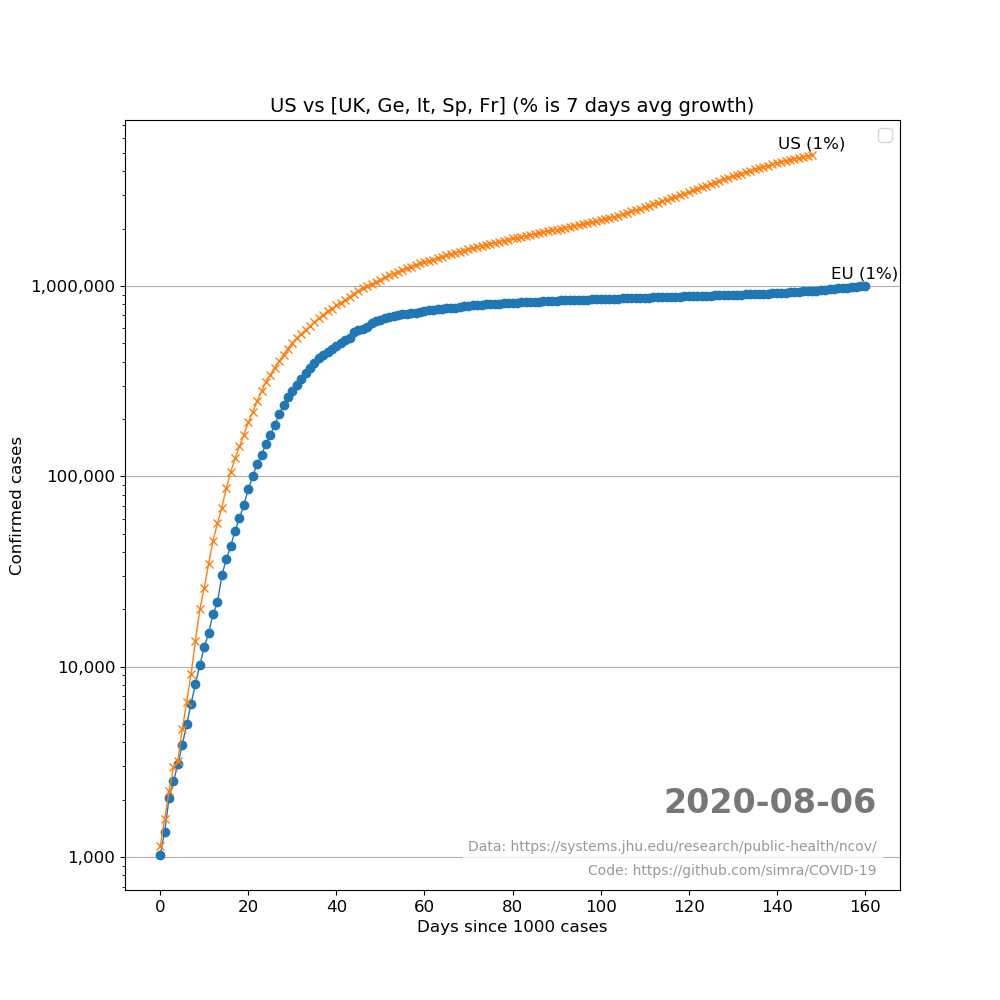 US vs [UK, Ge, It, Sp, Fr] (% is 7 days avg growth)
US (1%)
EU (1%)
1,000,000
100,000
10,000
1,000
Confirmed cases
2020-08-06
Data: https://systems.jhu.edu/research/public-health/ncov/
Code: https://github.com/simra/COVID-19
0 20 40 60 80 100 120 140 160
Days since 1000 cases